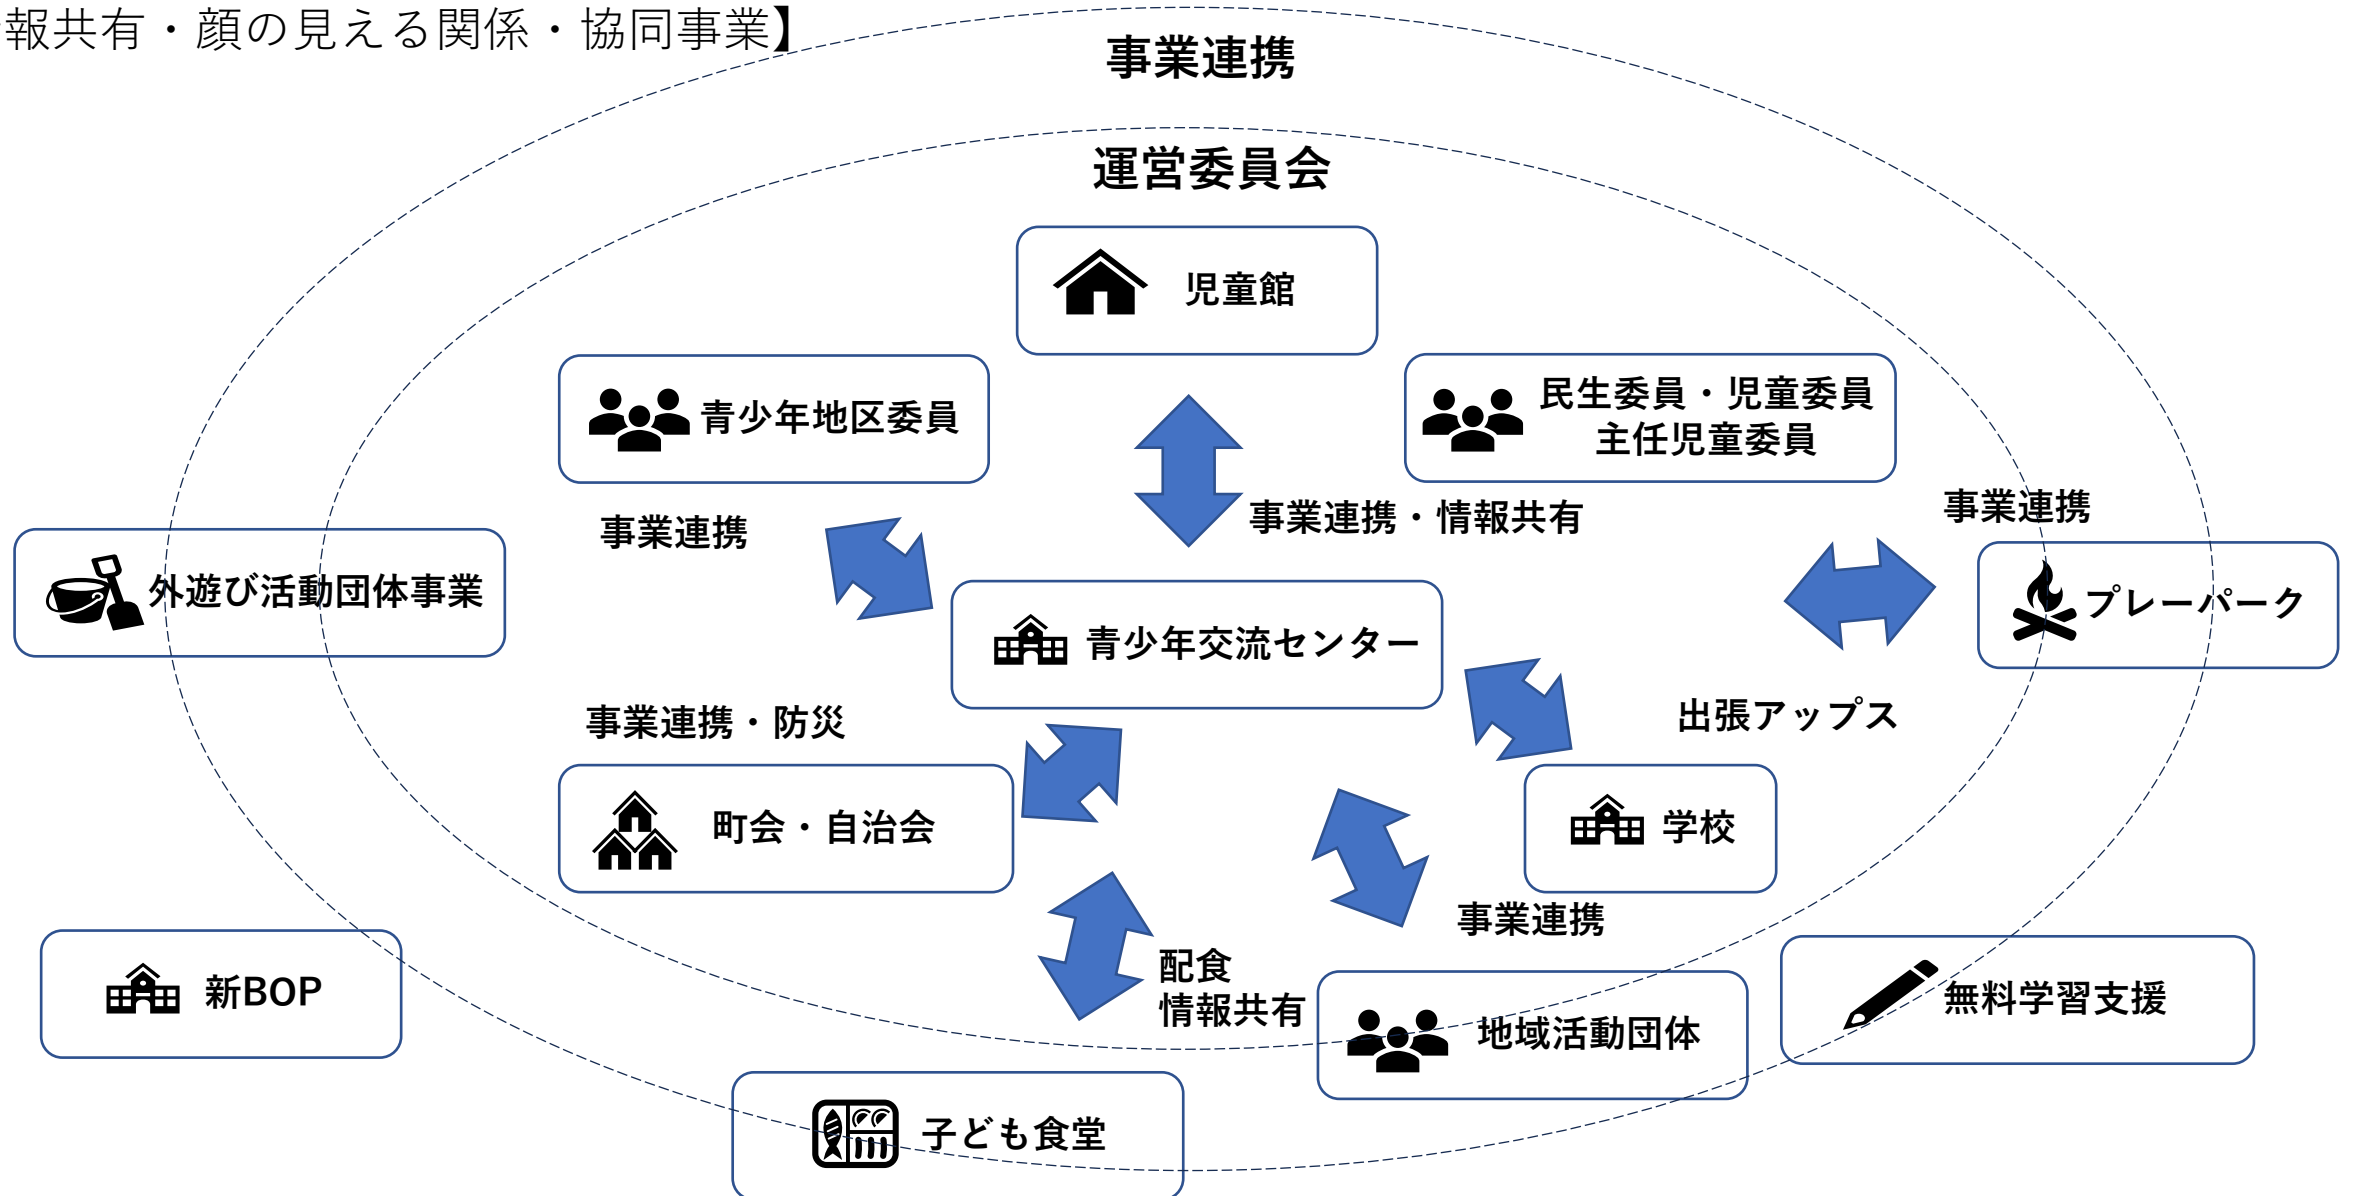 報共有・顔の見える関係・協同事業】
事業連携
運営委員会
児童館
青少年地区委員
民生委員・児童委員
主任児童委員
事業連携
事業連携・情報共有
事業連携
外遊び活動団体事業
プレーパーク
青少年交流センター
事業連携・防災
出張アップス
町会・自治会
学校
事業連携
配食
情報共有
新BOP
地域活動団体
無料学習支援
子ども食堂